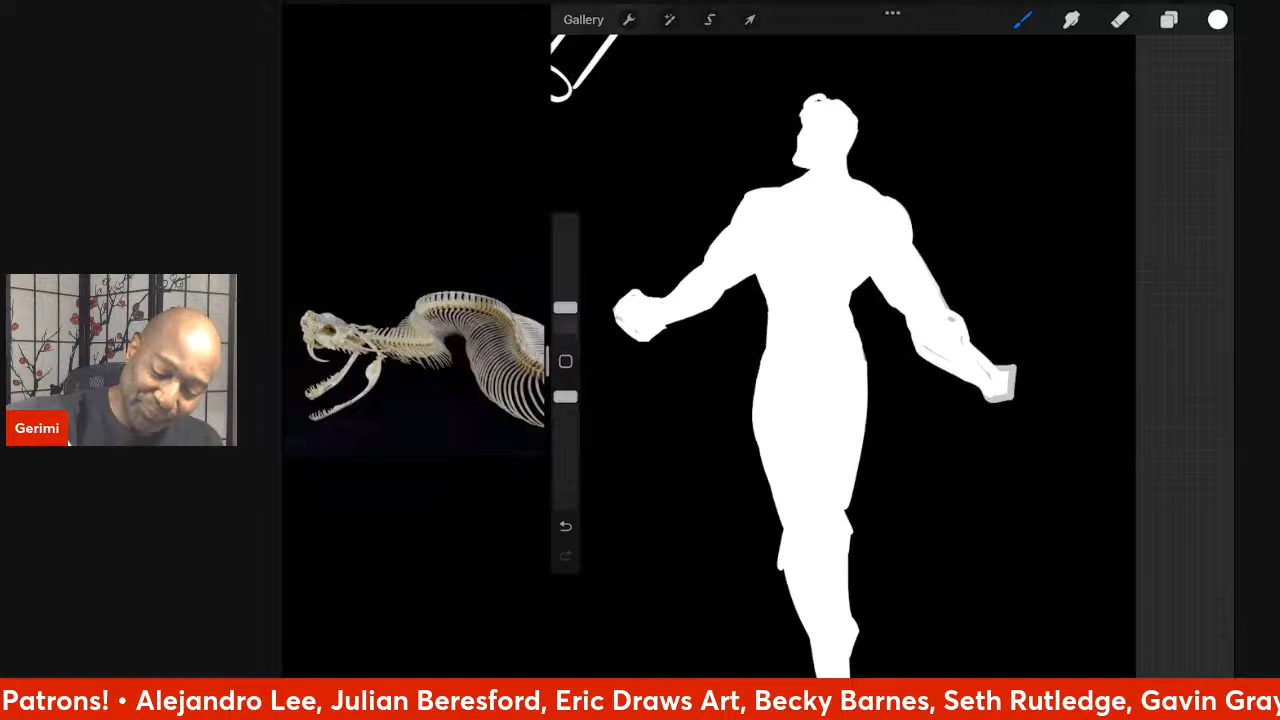 Gallery
Gerimi
Patrons! • Alejandro Lee, Julian Beresford, Eric Draws Art, Becky Barnes, Seth Rutledge, Gavin Gray